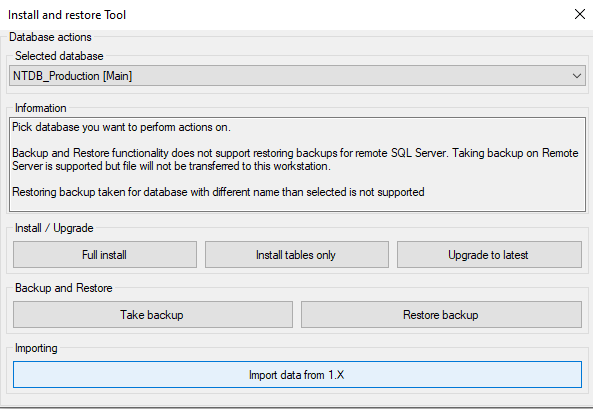 Install and restore Tool
Database actions
Selected database
NTDB_Production [Main]
Information
Pick database you want to perform actions on.
Backup and Restore functionality does not support restoring backups for remote SQL Server. Taking backup on Remote
Server is supported but file will not be transferred to this workstation.
Restoring backup taken for database with different name than selected is not supported
Install / Upgrade
Full install
Install tables only
Upgrade to latest
Backup and Restore
Take backup
Restore backup
Importing
Import data from 1.X